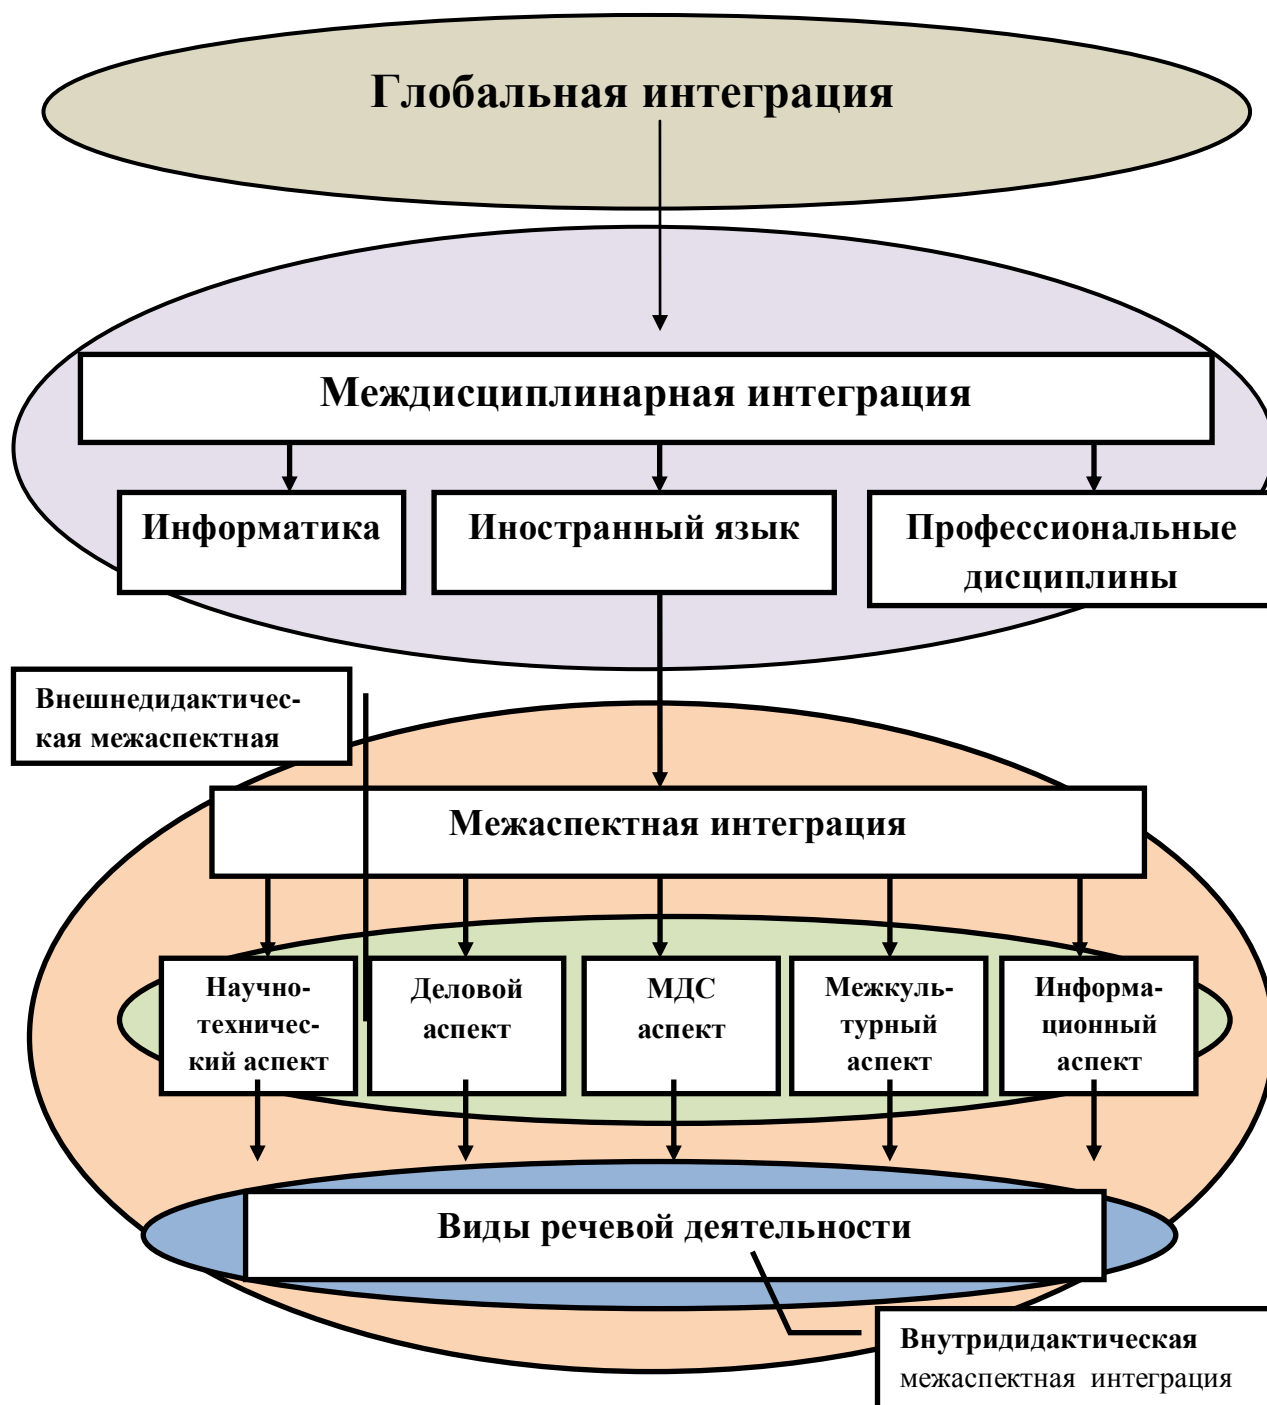 Глобальная интеграция
Междисциплинарная интеграция
Информатика
Иностранный язык
Профессиональные
дисциплины
Внешнедидактичес-
кая межаспектная
Межаспектная интеграция
Научно-
техничес-
кий аспект
Деловой
аспект
МДС
аспект
Межкуль-
турный
аспект
Информа-
ционный
аспект
Виды речевой деятельности
Внутридидактическая
межаспектная интеграция